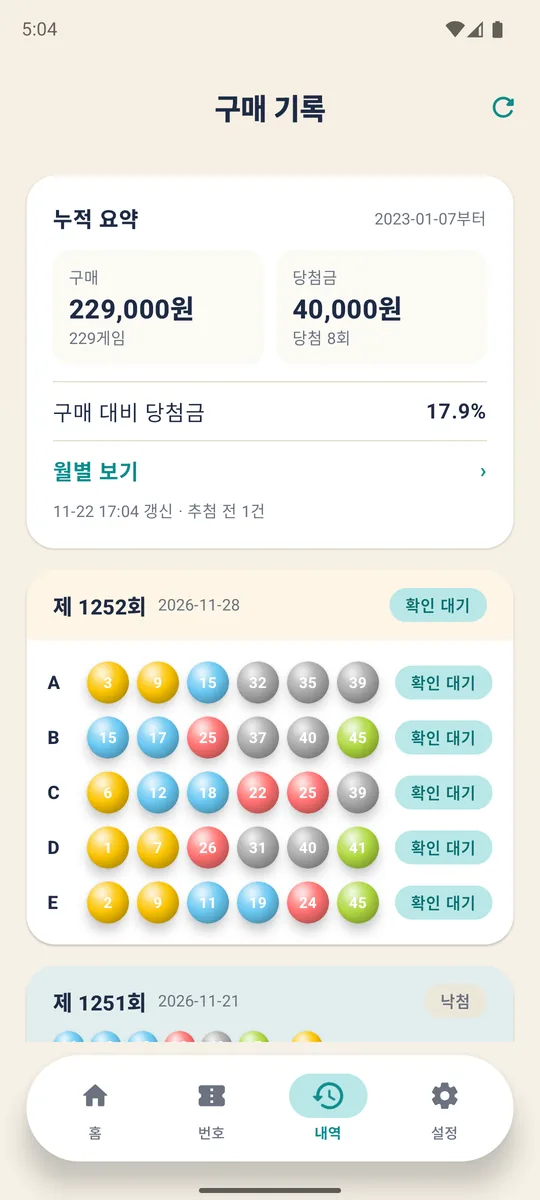 5:04
구매 기록
누적 요약 2023-01-07부터
구매 당첨금
229,000원 40,000원
229게임 당첨 8회
구매 대비 당첨금 17.9%
월별 보기 ›
11-22 17:04 갱신 · 추첨 전 1건
제 1252회 2026-11-28 확인 대기
A 3 9 15 32 35 39 확인 대기
B 15 17 25 37 40 45 확인 대기
C 6 12 18 22 25 39 확인 대기
D 1 7 26 31 40 41 확인 대기
E 2 9 11 19 24 45 확인 대기
제 1251회 2026-11-21 낙첨
홈 번호 내역 설정